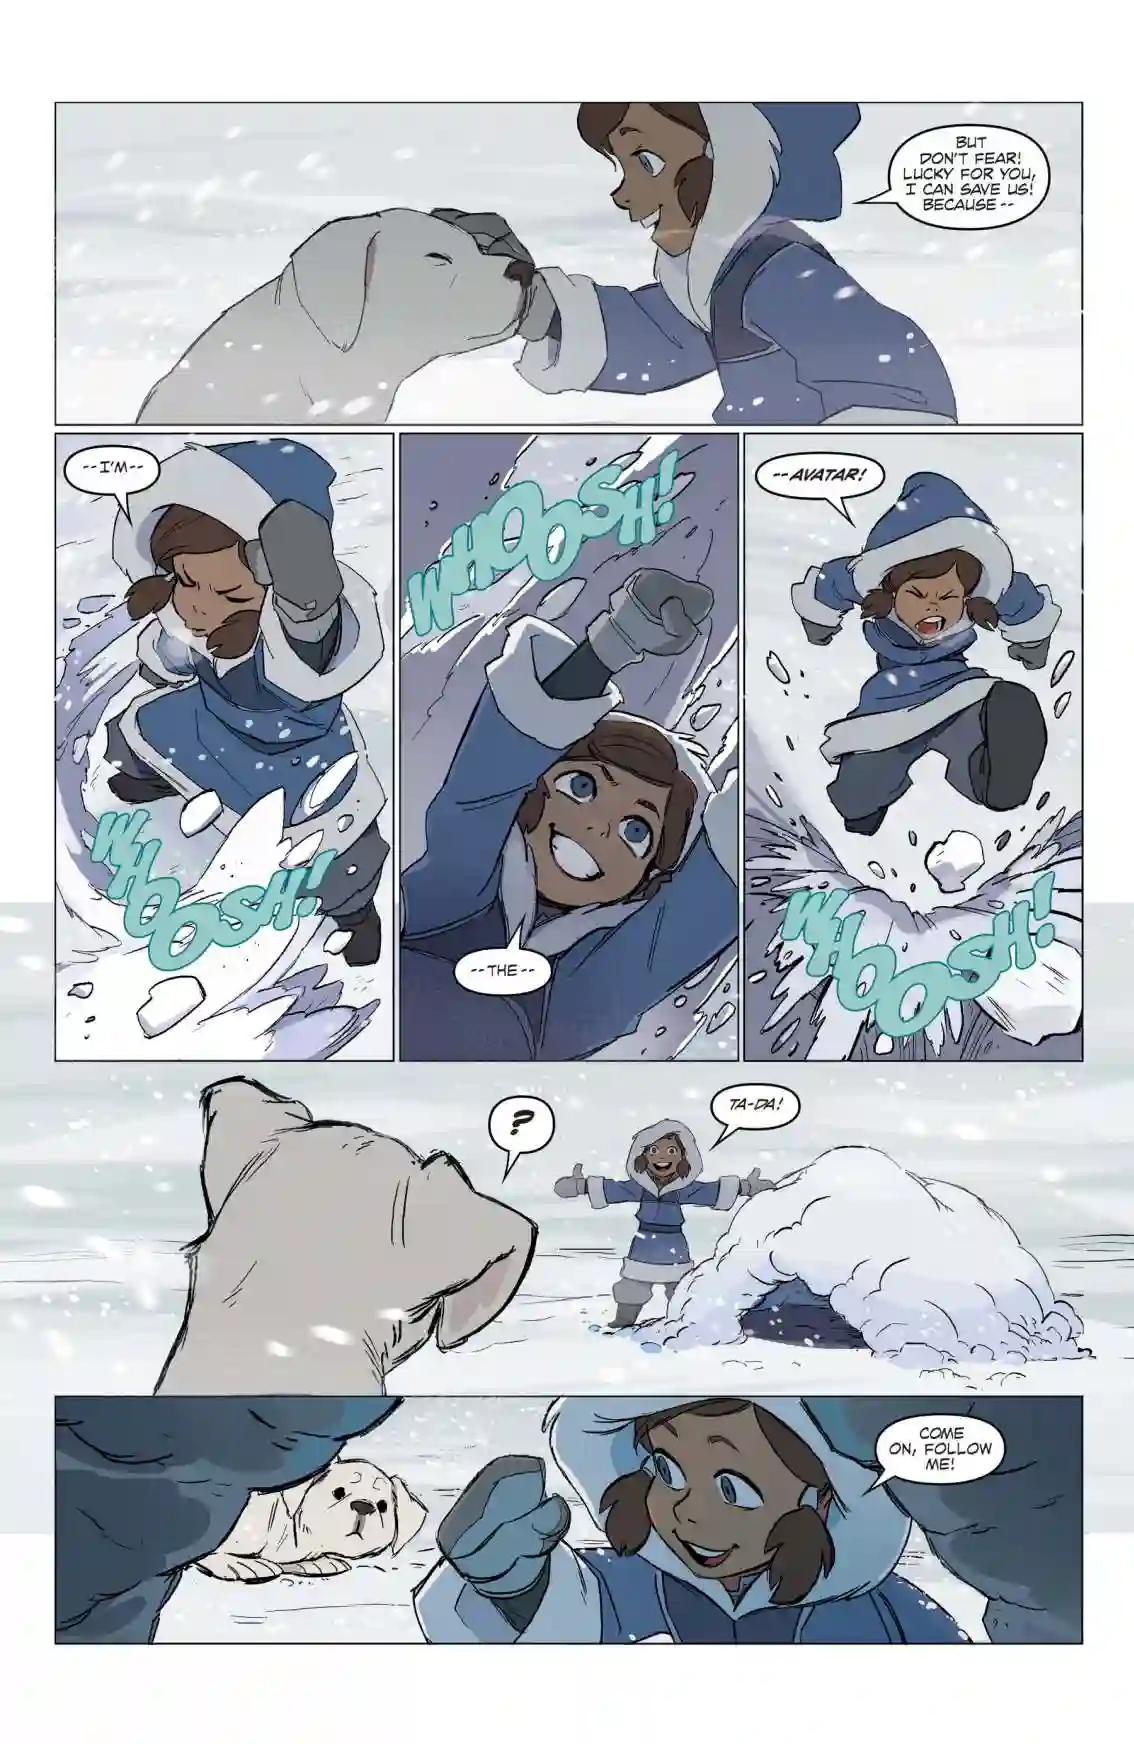 BUT
DON'T FEAR!
LUCKY FOR YOU,
I CAN SAVE US!
BECAUSE--
--I'M--
WHOOSH!
WHOOSH!
--THE--
--AVATAR!
WHOOSH!
?
TA-DA!
COME
ON, FOLLOW
ME!